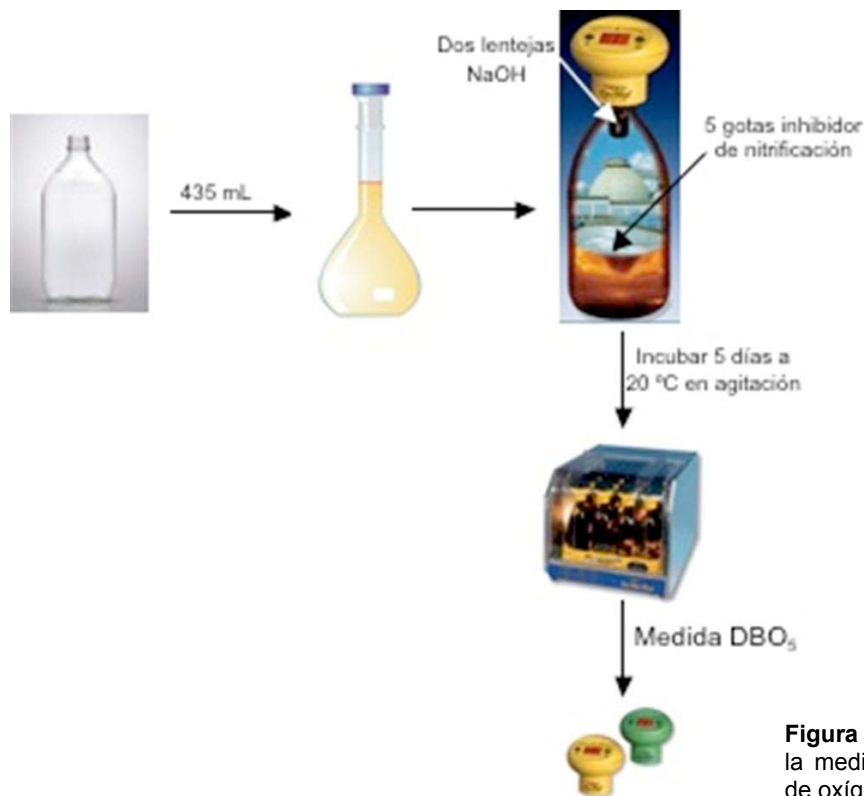 Dos lentejas
NaOH
5 gotas inhibidor
de nitrificación
435 mL
Incubar 5 días a
20 ºC en agitación
Medida DBO₅
Figura
la medi
de oxíg